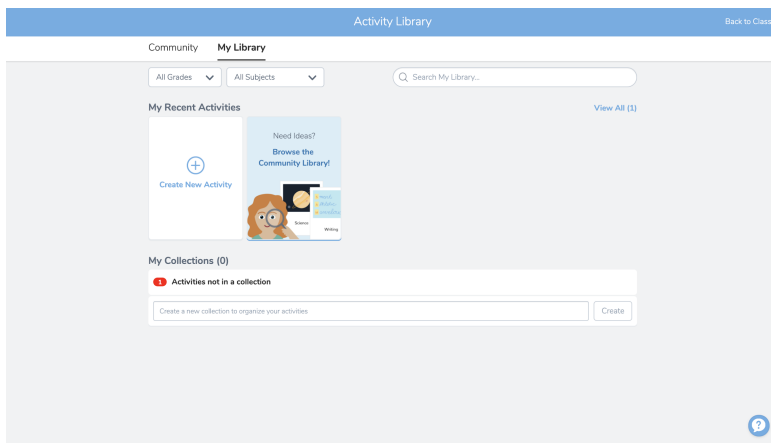 Activity Library
Back to Class
Community My Library
All Grades All Subjects Search My Library...
My Recent Activities View All (1)
Need Ideas?
Browse the
Community Library!
Create New Activity
Science
Writing
My Collections (0)
1 Activities not in a collection
Create a new collection to organize your activities Create
?